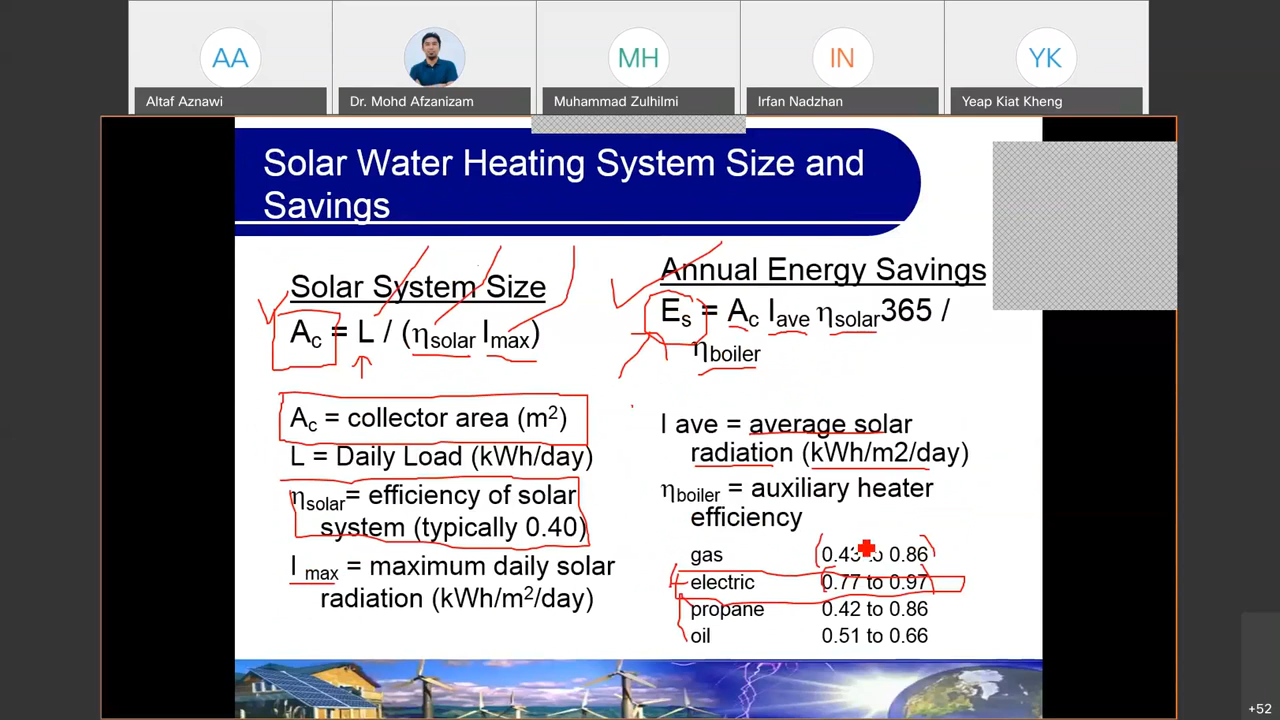 AA
MH
IN
YK
Altaf Aznawi
Dr. Mohd Afzanizam
Muhammad Zulhilmi
Irfan Nadzhan
Yeap Kiat Kheng
Solar Water Heating System Size and
Savings
Solar System Size
Ac = L / (ηsolar Imax)
Ac = collector area (m²)
L = Daily Load (kWh/day)
ηsolar= efficiency of solar
system (typically 0.40)
I max = maximum daily solar
radiation (kWh/m²/day)
Annual Energy Savings
Es = Ac Iave ηsolar365 /
ηboiler
I ave = average solar
radiation (kWh/m2/day)
ηboiler = auxiliary heater
efficiency
gas 0.43 to 0.86
electric 0.77 to 0.97
propane 0.42 to 0.86
oil 0.51 to 0.66
+52